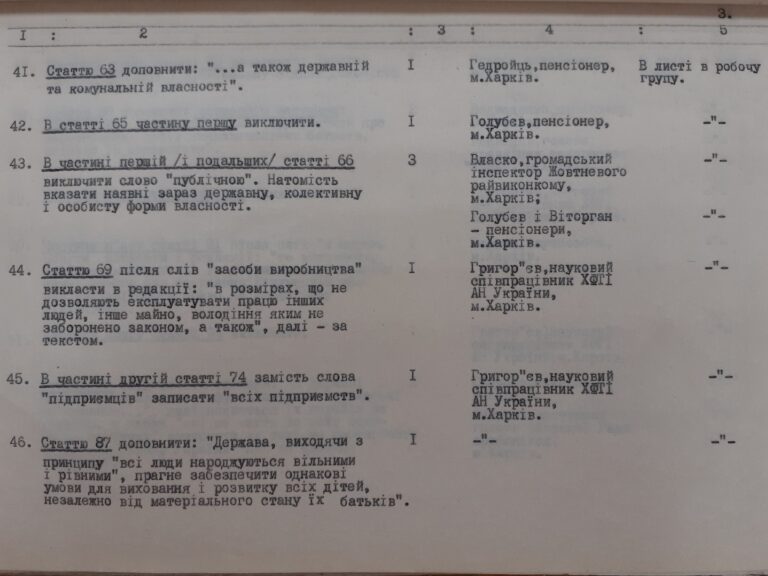 3.
I : 2 : 3 : 4 : 5
41. Статтю 63 доповнити: "...а також державній I Гедройць,пенсіонер, В листі в робочу
та комунальній власності". м.Харків. групу.
42. В статті 65 частину першу виключити. I Голубєв,пенсіонер, -"-
м.Харків.
43. В частині першій /і подальших/ статті 66 3 Власко,громадський -"-
виключити слово "публічною". Натомість інспектор Жовтневого
вказати наявні зараз державну, колективну райвиконкому,
і особисту форми власності. м.Харків;
Голубєв і Віторган -"-
- пенсіонери,
м.Харків.
44. Статтю 69 після слів "засоби виробництва" I Григор"єв,науковий -"-
викласти в редакції: "в розмірах, що не співпрацівник ХФТІ
дозволяють експлуатувати працю інших АН України,
людей, інше майно, володіння яким не м.Харків.
заборонено законом, а також", далі - за
текстом.
45. В частині другій статті 74 замість слова I Григор"єв,науковий -"-
"підприємців" записати "всіх підприємств". співпрацівник ХФТІ
АН України,
м.Харків.
46. Статтю 87 доповнити: "Держава, виходячи з I -"- -"-
принципу "всі люди народжуються вільними
і рівними", прагне забезпечити однакові
умови для виховання і розвитку всіх дітей,
незалежно від матеріального стану їх батьків".